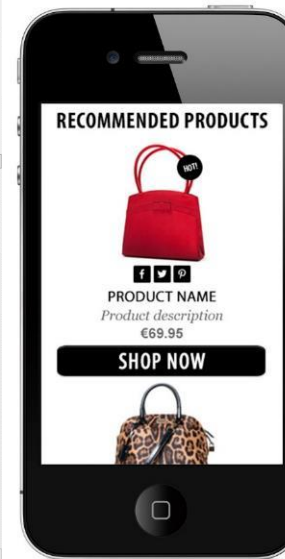 RECOMMENDED PRODUCTS
HOT!
PRODUCT NAME
Product description
€69.95
SHOP NOW